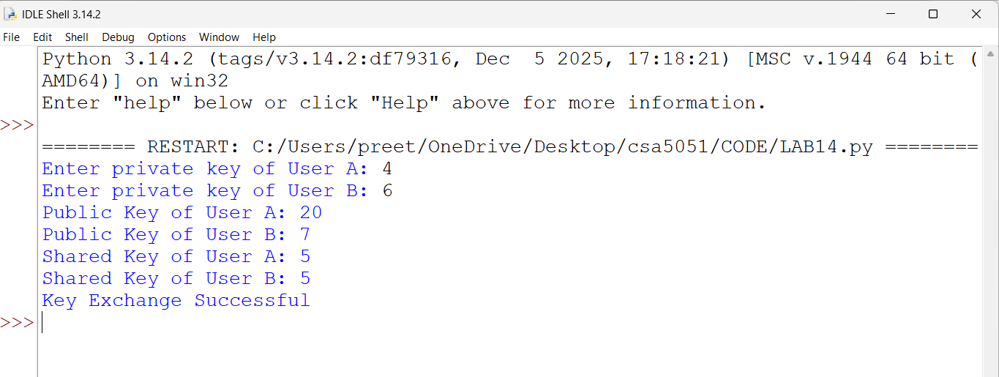 IDLE Shell 3.14.2
File Edit Shell Debug Options Window Help
Python 3.14.2 (tags/v3.14.2:df79316, Dec  5 2025, 17:18:21) [MSC v.1944 64 bit (
AMD64)] on win32
Enter "help" below or click "Help" above for more information.
>>>
======== RESTART: C:/Users/preet/OneDrive/Desktop/csa5051/CODE/LAB14.py ========
Enter private key of User A: 4
Enter private key of User B: 6
Public Key of User A: 20
Public Key of User B: 7
Shared Key of User A: 5
Shared Key of User B: 5
Key Exchange Successful
>>>